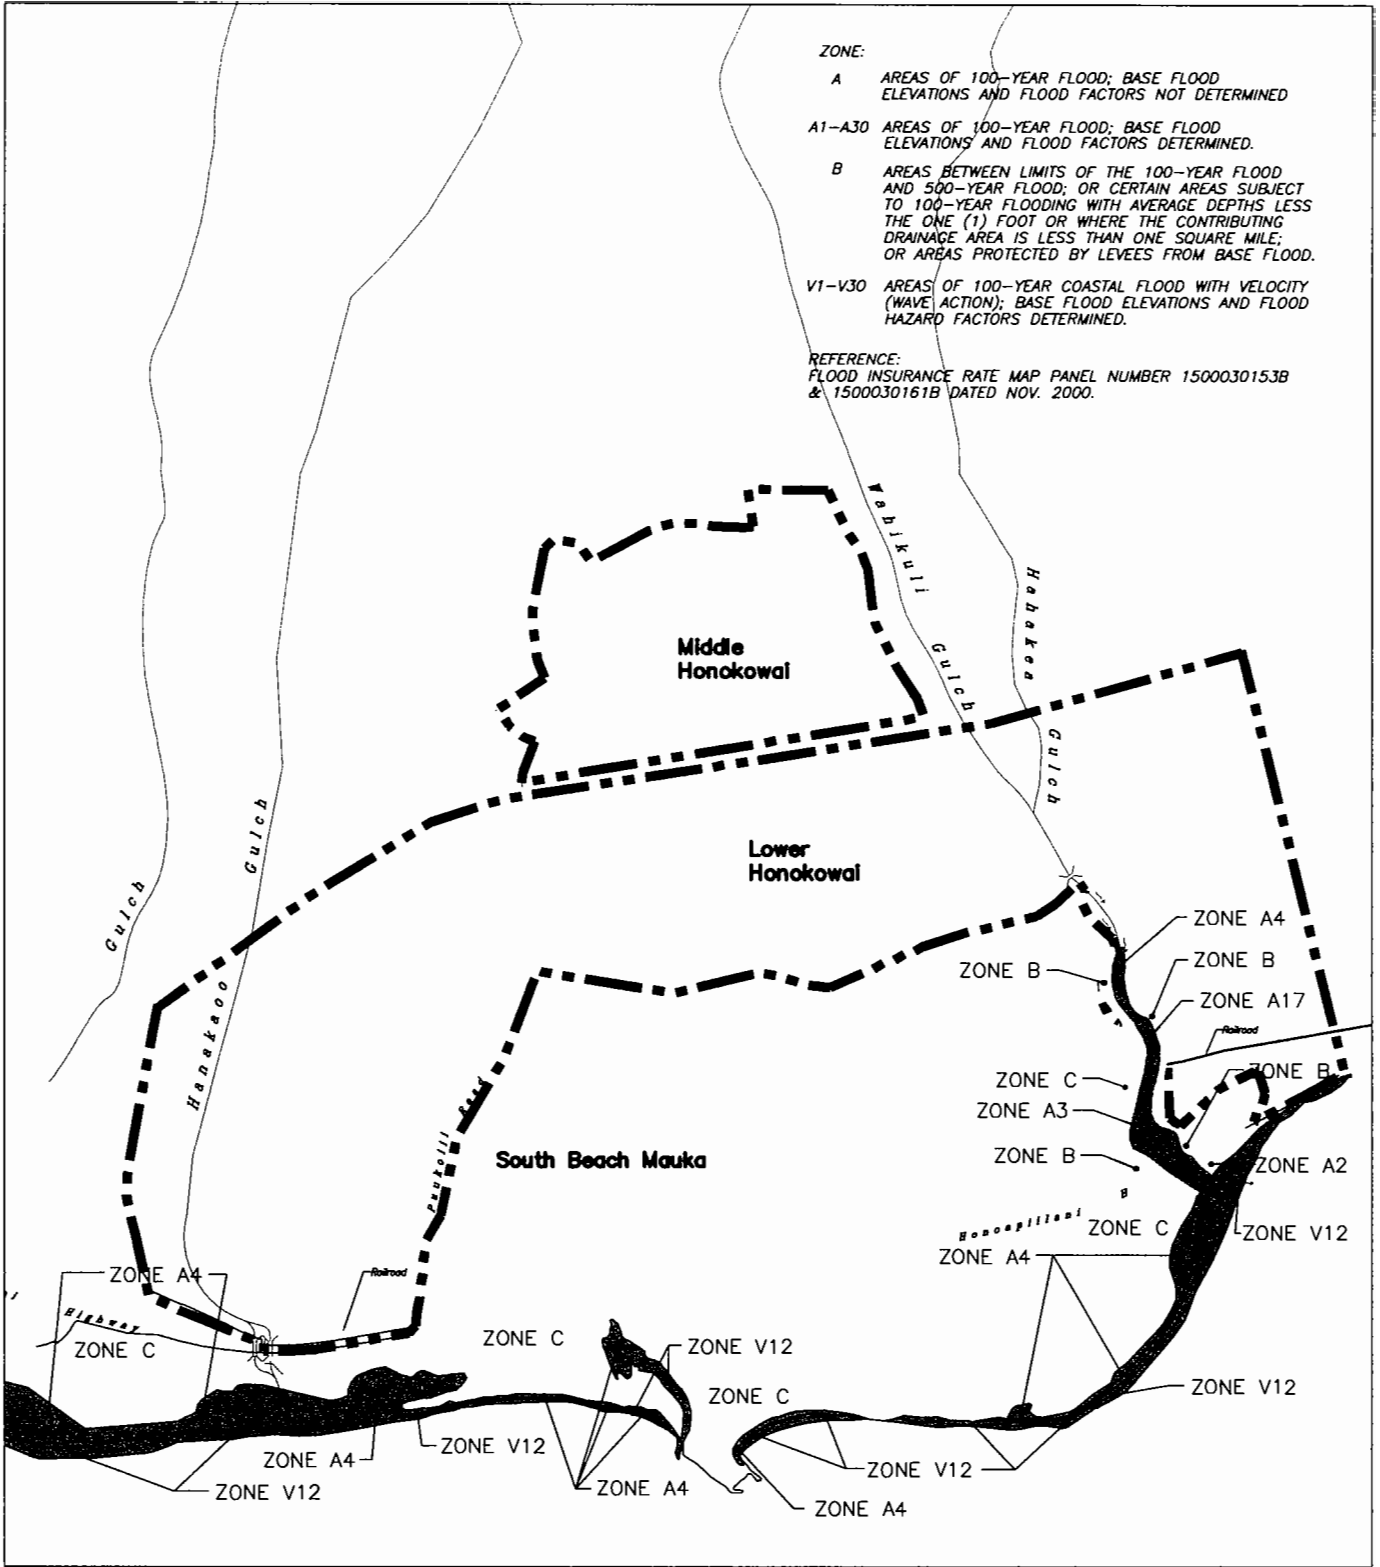 ZONE:
A AREAS OF 100-YEAR FLOOD; BASE FLOOD
ELEVATIONS AND FLOOD FACTORS NOT DETERMINED
A1-A30 AREAS OF 100-YEAR FLOOD; BASE FLOOD
ELEVATIONS AND FLOOD FACTORS DETERMINED.
B AREAS BETWEEN LIMITS OF THE 100-YEAR FLOOD
AND 500-YEAR FLOOD; OR CERTAIN AREAS SUBJECT
TO 100-YEAR FLOODING WITH AVERAGE DEPTHS LESS
THE ONE (1) FOOT OR WHERE THE CONTRIBUTING
DRAINAGE AREA IS LESS THAN ONE SQUARE MILE;
OR AREAS PROTECTED BY LEVEES FROM BASE FLOOD.
V1-V30 AREAS OF 100-YEAR COASTAL FLOOD WITH VELOCITY
(WAVE ACTION); BASE FLOOD ELEVATIONS AND FLOOD
HAZARD FACTORS DETERMINED.
REFERENCE:
FLOOD INSURANCE RATE MAP PANEL NUMBER 1500030153B
& 1500030161B DATED NOV. 2000.
Wahikuli
Gulch
Hahakea
Gulch
Middle
Honokowai
Lower
Honokowai
Gulch
Hanakaoo
Gulch
ZONE A4
ZONE B
ZONE B
ZONE A17
Railroad
ZONE B
ZONE C
ZONE A3
Puukolii
Road
South Beach Mauka
ZONE B
ZONE A2
Honoapiilani
H
ZONE C
ZONE V12
ZONE A4
ZONE A4
Railroad
Highway
ZONE C
ZONE C
ZONE V12
ZONE C
ZONE V12
ZONE A4
ZONE V12
ZONE V12
ZONE A4
ZONE V12
ZONE A4